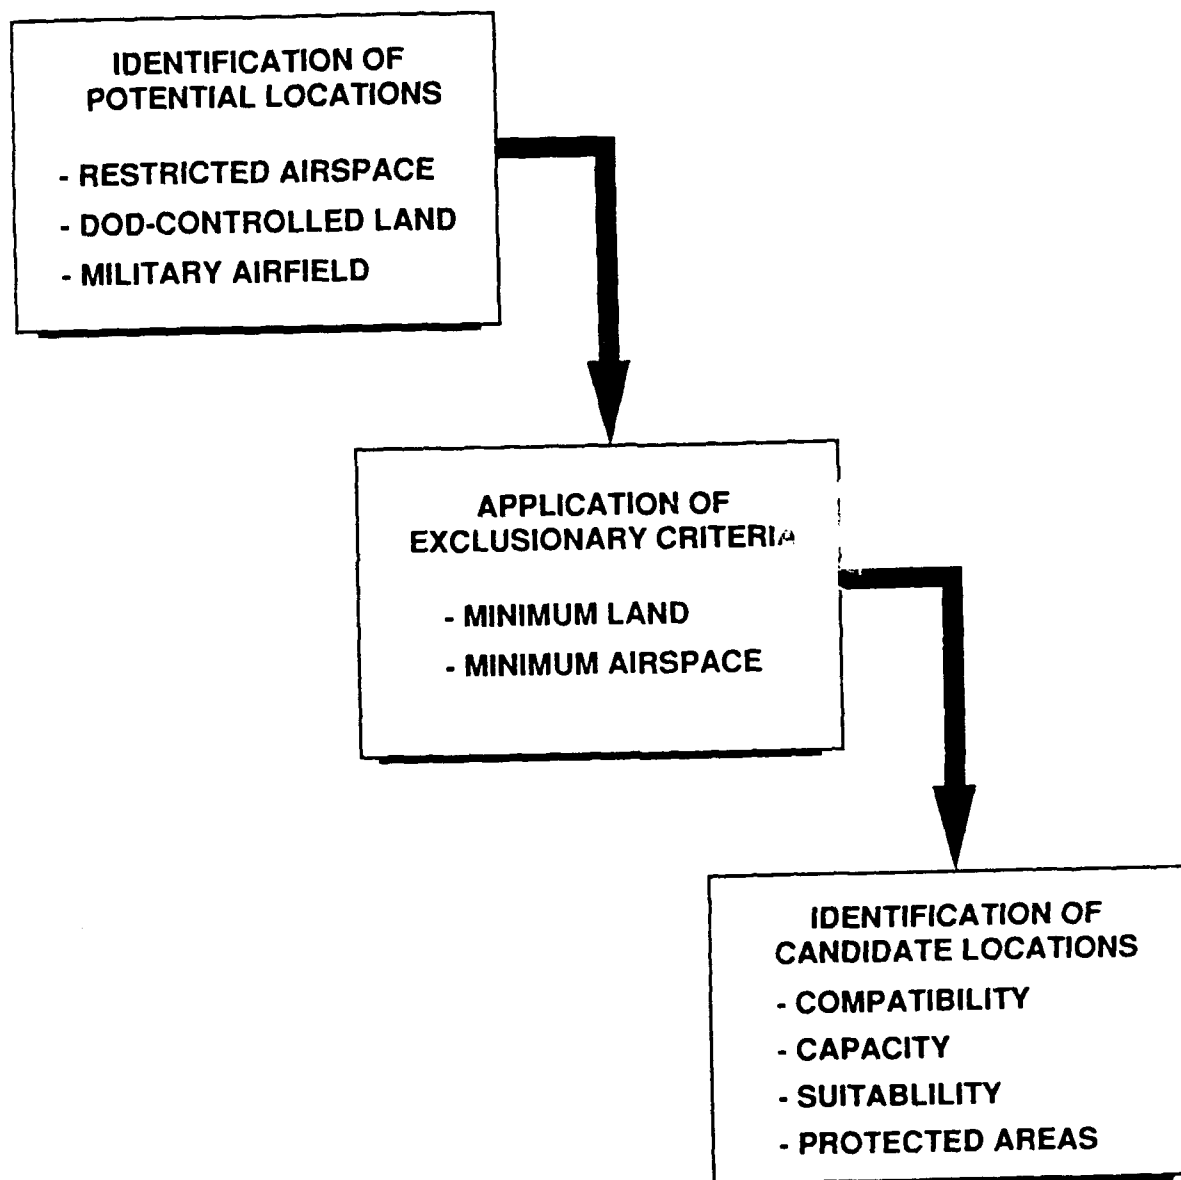 IDENTIFICATION OF
POTENTIAL LOCATIONS
- RESTRICTED AIRSPACE
- DOD-CONTROLLED LAND
- MILITARY AIRFIELD
APPLICATION OF
EXCLUSIONARY CRITERIA
- MINIMUM LAND
- MINIMUM AIRSPACE
IDENTIFICATION OF
CANDIDATE LOCATIONS
- COMPATIBILITY
- CAPACITY
- SUITABLILITY
- PROTECTED AREAS